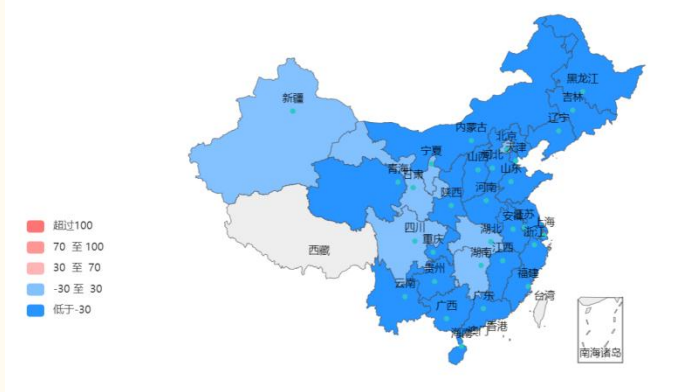 黑龙江
吉林
新疆
辽宁
内蒙古
北京
天津
宁夏
山西
河北
山东
青海
甘肃
河南
陕西
安徽
江苏
上海
四川
湖北
浙江
重庆
江西
湖南
西藏
贵州
福建
云南
广东
台湾
广西
香港
澳门
海南
南海诸岛
超过100
70 至 100
30 至 70
-30 至 30
低于-30